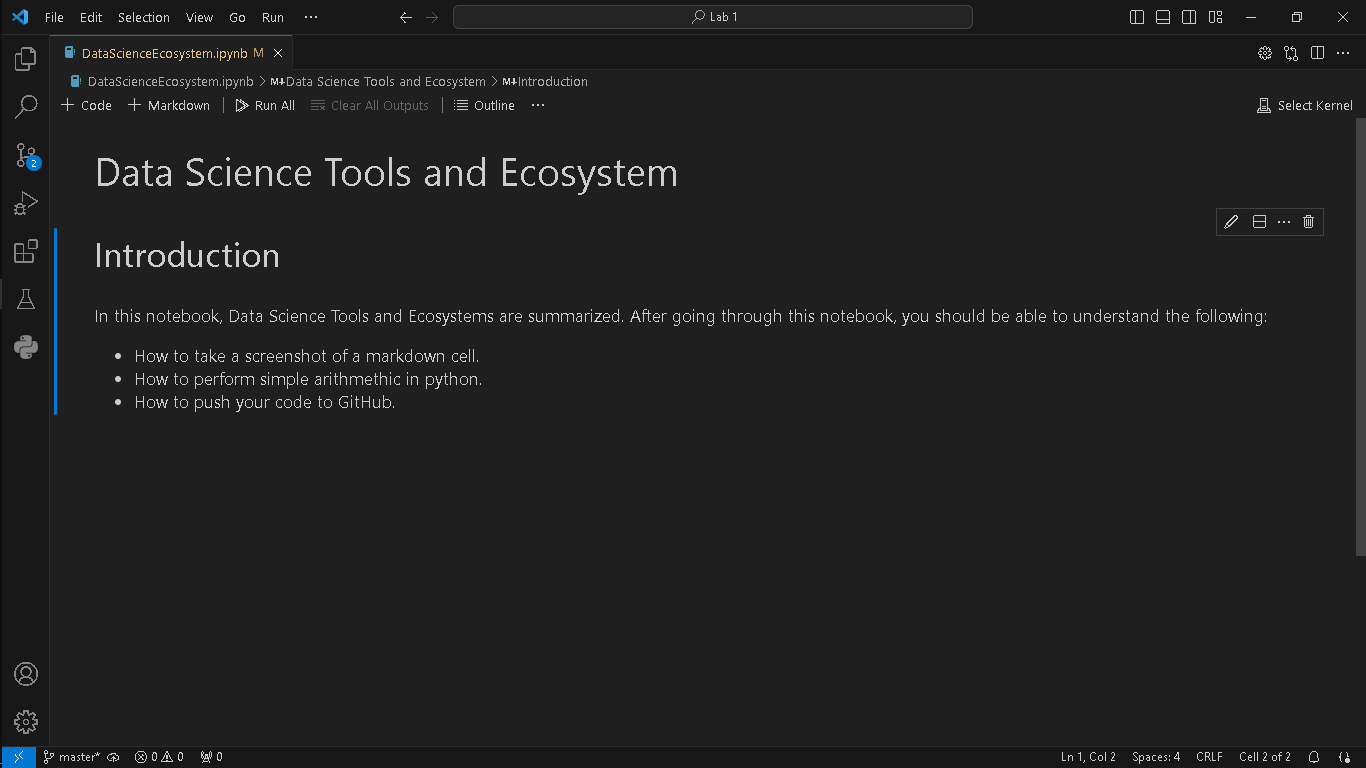 File Edit Selection View Go Run ··· Lab 1
DataScienceEcosystem.ipynb M
DataScienceEcosystem.ipynb > M↓Data Science Tools and Ecosystem > M↓Introduction
Code Markdown Run All Clear All Outputs Outline ··· Select Kernel
Data Science Tools and Ecosystem
Introduction
In this notebook, Data Science Tools and Ecosystems are summarized. After going through this notebook, you should be able to understand the following:
• How to take a screenshot of a markdown cell.
• How to perform simple arithmethic in python.
• How to push your code to GitHub.
2
master* 0 0 0 Ln 1, Col 2 Spaces: 4 CRLF Cell 2 of 2